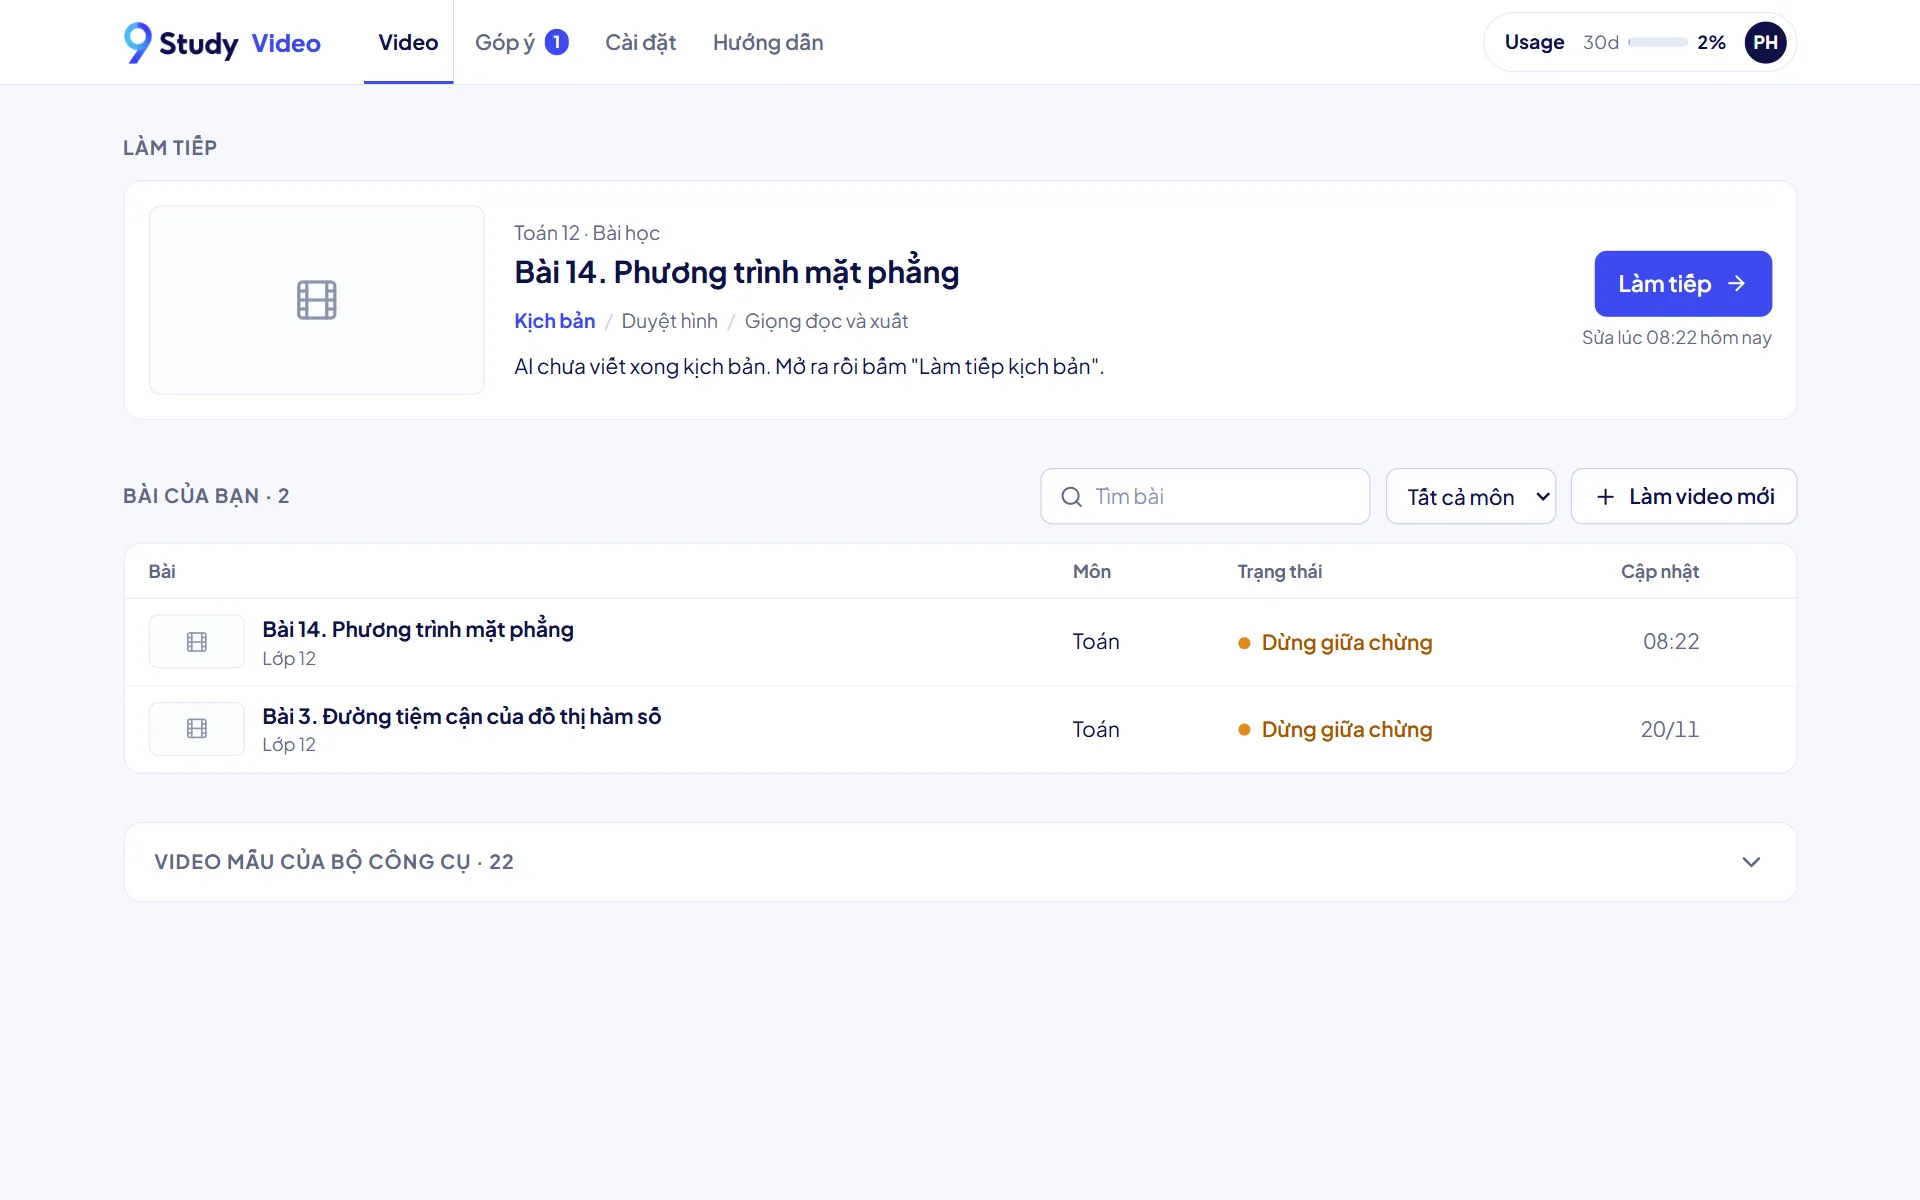 9 Study Video
Video
Góp ý 1
Cài đặt
Hướng dẫn
Usage 30d 2% PH
LÀM TIẾP
Toán 12 · Bài học
Bài 14. Phương trình mặt phẳng
Kịch bản / Duyệt hình / Giọng đọc và xuất
AI chưa viết xong kịch bản. Mở ra rồi bấm "Làm tiếp kịch bản".
Làm tiếp →
Sửa lúc 08:22 hôm nay
BÀI CỦA BẠN · 2
Tìm bài
Tất cả môn
+ Làm video mới
Bài Môn Trạng thái Cập nhật
Bài 14. Phương trình mặt phẳng
Lớp 12
Toán
Dừng giữa chừng
08:22
Bài 3. Đường tiệm cận của đồ thị hàm số
Lớp 12
Toán
Dừng giữa chừng
20/11
VIDEO MẪU CỦA BỘ CÔNG CỤ · 22